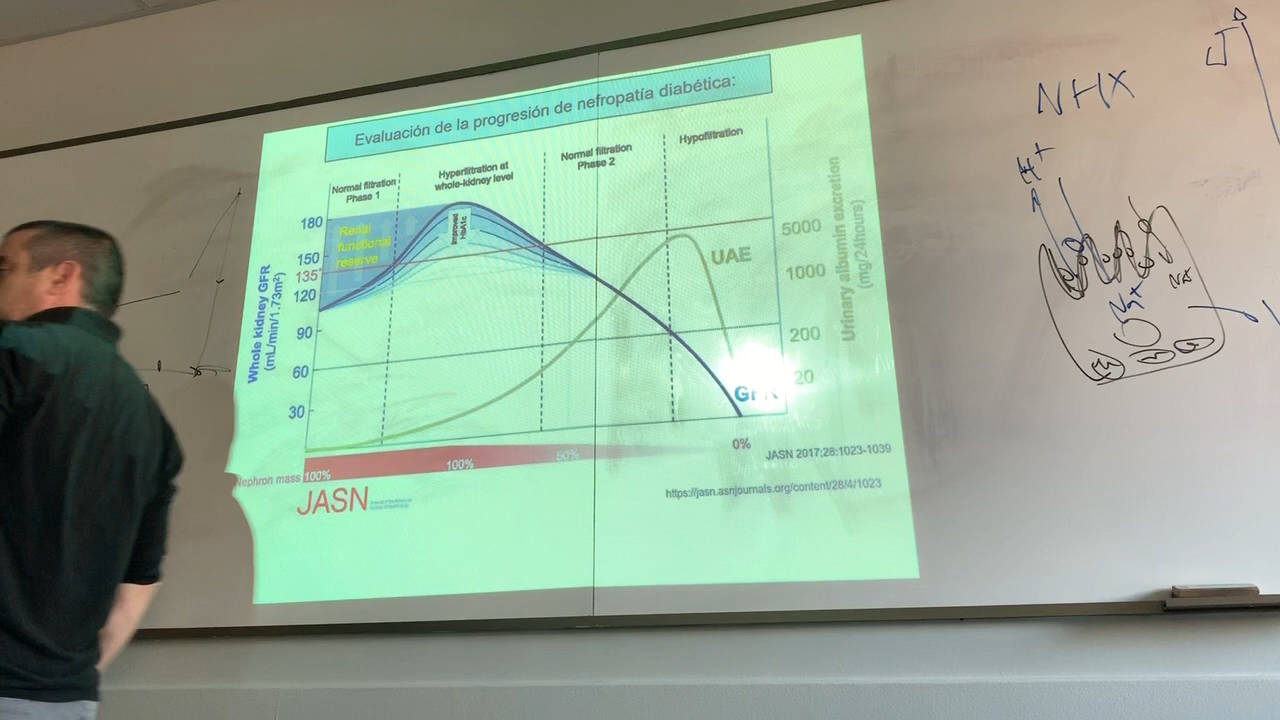 Evaluación de la progresión de nefropatía diabética:
Normal filtration
Phase 1
Hyperfiltration at
whole-kidney level
Normal filtration
Phase 2
Hypofiltration
Renal
functional
reserve
Improved
HbA1c
Whole kidney GFR
(mL/min/1.73m²)
180
150
135
120
90
60
30
UAE
GFR
5000
1000
200
20
Urinary albumin excretion
(mg/24hours)
Nephron mass 100%
100%
50%
0%
JASN 2017;28:1023-1039
JASN
https://jasn.asnjournals.org/content/28/4/1023
NHX
H+